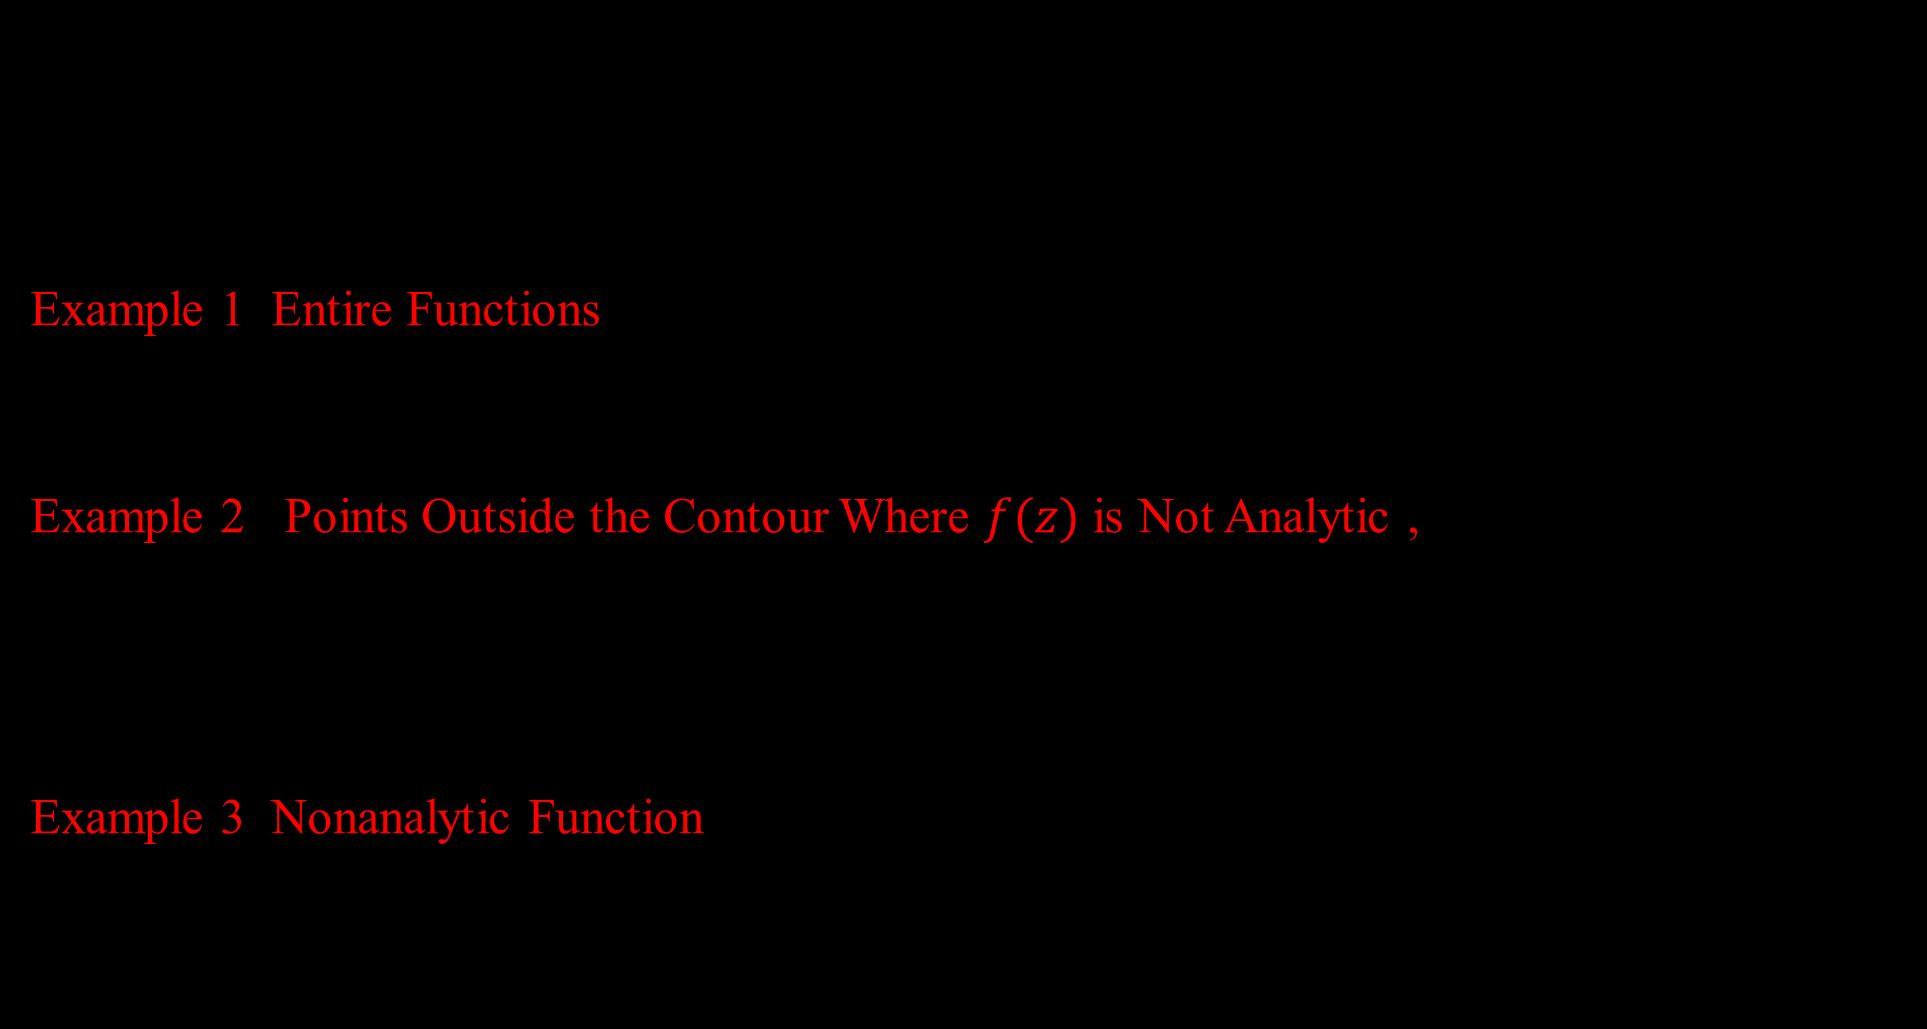 Example 1 Entire Functions
Example 2 Points Outside the Contour Where f(z) is Not Analytic ,
Example 3 Nonanalytic Function